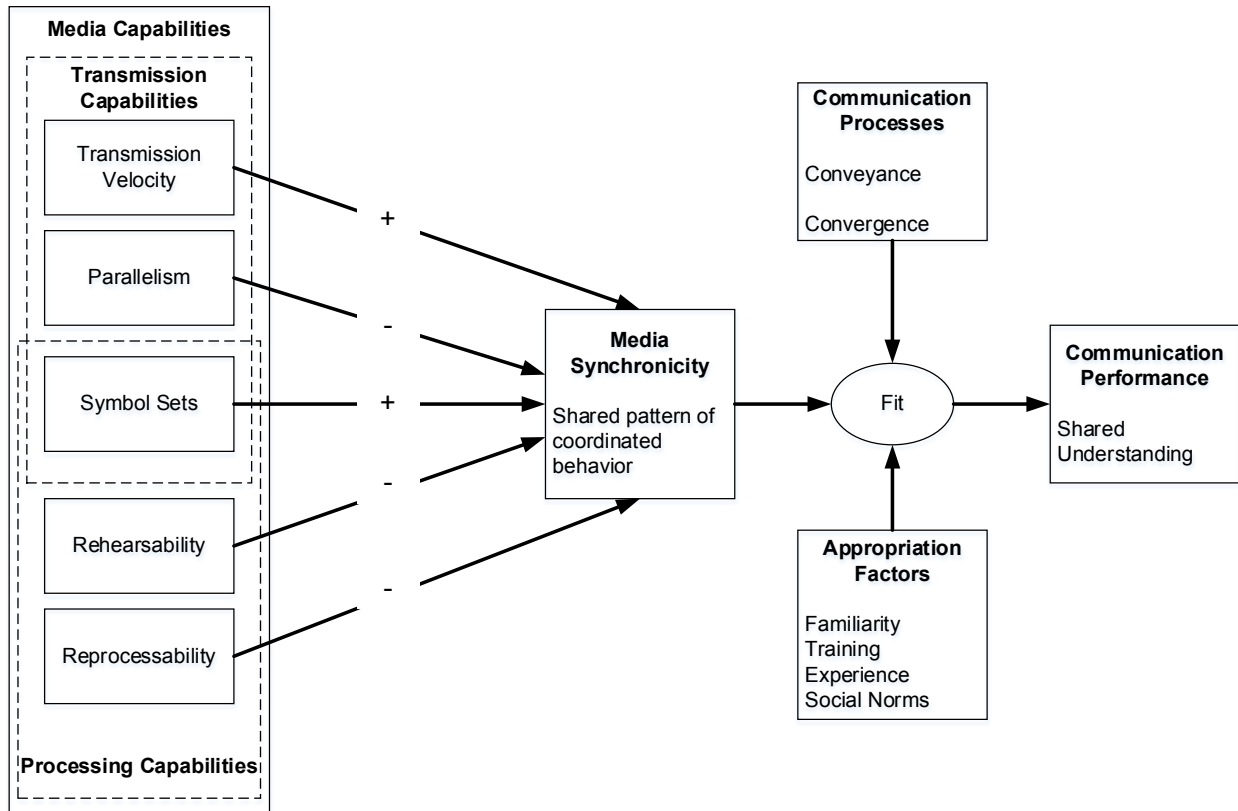 Media Capabilities
Transmission
Capabilities
Transmission
Velocity
Parallelism
Symbol Sets
Rehearsability
Reprocessability
Processing Capabilities
+
-
+
-
-
Media
Synchronicity
Shared pattern of
coordinated
behavior
Communication
Processes
Conveyance
Convergence
Fit
Appropriation
Factors
Familiarity
Training
Experience
Social Norms
Communication
Performance
Shared
Understanding